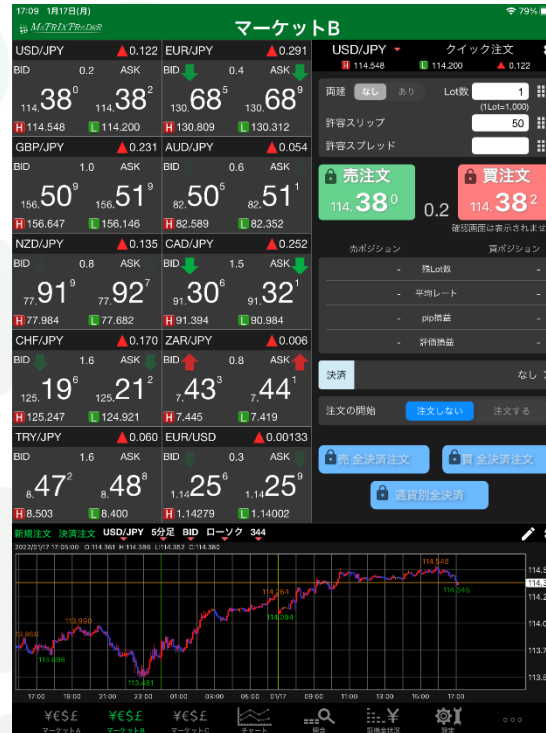 17:09 1月17日(月)
79%
MATRIX TRADER
マーケットB
USD/JPY ▲0.122 EUR/JPY ▲0.291
BID 0.2 ASK BID 0.4 ASK
114.38⁰ 114.38² 130.68⁵ 130.68⁹
H 114.548 L 114.200 H 130.809 L 130.312
GBP/JPY ▲0.231 AUD/JPY ▲0.054
BID 1.0 ASK BID 0.6 ASK
156.50⁹ 156.51⁹ 82.50⁵ 82.51¹
H 156.647 L 156.146 H 82.589 L 82.352
NZD/JPY ▲0.135 CAD/JPY ▲0.252
BID 0.8 ASK BID 1.5 ASK
77.91⁹ 77.92⁷ 91.30⁶ 91.32¹
H 77.984 L 77.682 H 91.394 L 90.984
CHF/JPY ▲0.170 ZAR/JPY ▲0.006
BID 1.6 ASK BID 0.8 ASK
125.19⁶ 125.21² 7.43³ 7.44¹
H 125.247 L 124.921 H 7.445 L 7.419
TRY/JPY ▲0.060 EUR/USD ▲0.00133
BID 1.6 ASK BID 0.3 ASK
8.47² 8.48⁸ 1.1425⁶ 1.1425⁹
H 8.503 L 8.400 H 1.14279 L 1.14002
USD/JPY クイック注文
H 114.548 L 114.200 ▲0.122
両建 なし あり Lot数 1
(1Lot=1,000)
許容スリップ 50
許容スプレッド
売注文 買注文
114.38⁰ 0.2 114.38²
確認画面は表示されませ
売ポジション 買ポジション
- 残Lot数 -
- 平均レート -
- pip損益 -
- 評価損益 -
決済 なし
注文の開始 注文しない 注文する
売 全決済注文 買 全決済注文
通貨別全決済
新規注文 決済注文 USD/JPY 5分足 BID ローソク 344
2022/01/17 17:05:00 O:114.361 H:114.386 L:114.352 C:114.380
114.548
114.264
114.346
114.094
113.990
113.866
113.698
113.481
17:00 19:00 21:00 23:00 01:00 03:00 05:00 01/17 09:00 11:00 13:00 15:00 17:00
¥€$£ ¥€$£ ¥€$£
マーケットA マーケットB マーケットC チャート 照会 証拠金状況 設定